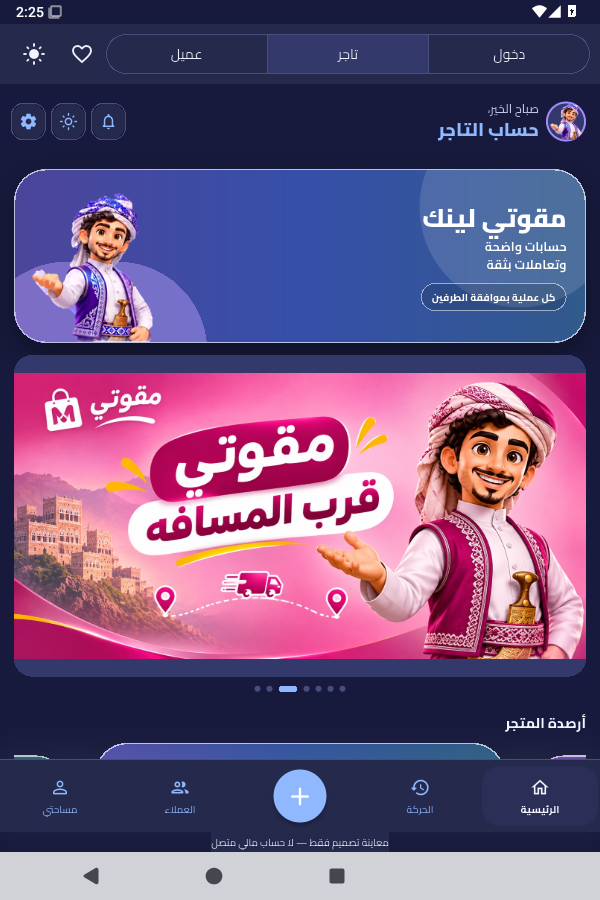 2:25
دخول
تاجر
عميل
صباح الخير،
حساب التاجر
مقوتي لينك
حسابات واضحة
وتعاملات بثقة
كل عملية بموافقة الطرفين
مقوتي
مقوتي
قرب المسافه
أرصدة المتجر
الرئيسية
الحركة
العملاء
مساحتي
معاينة تصميم فقط — لا حساب مالي متصل